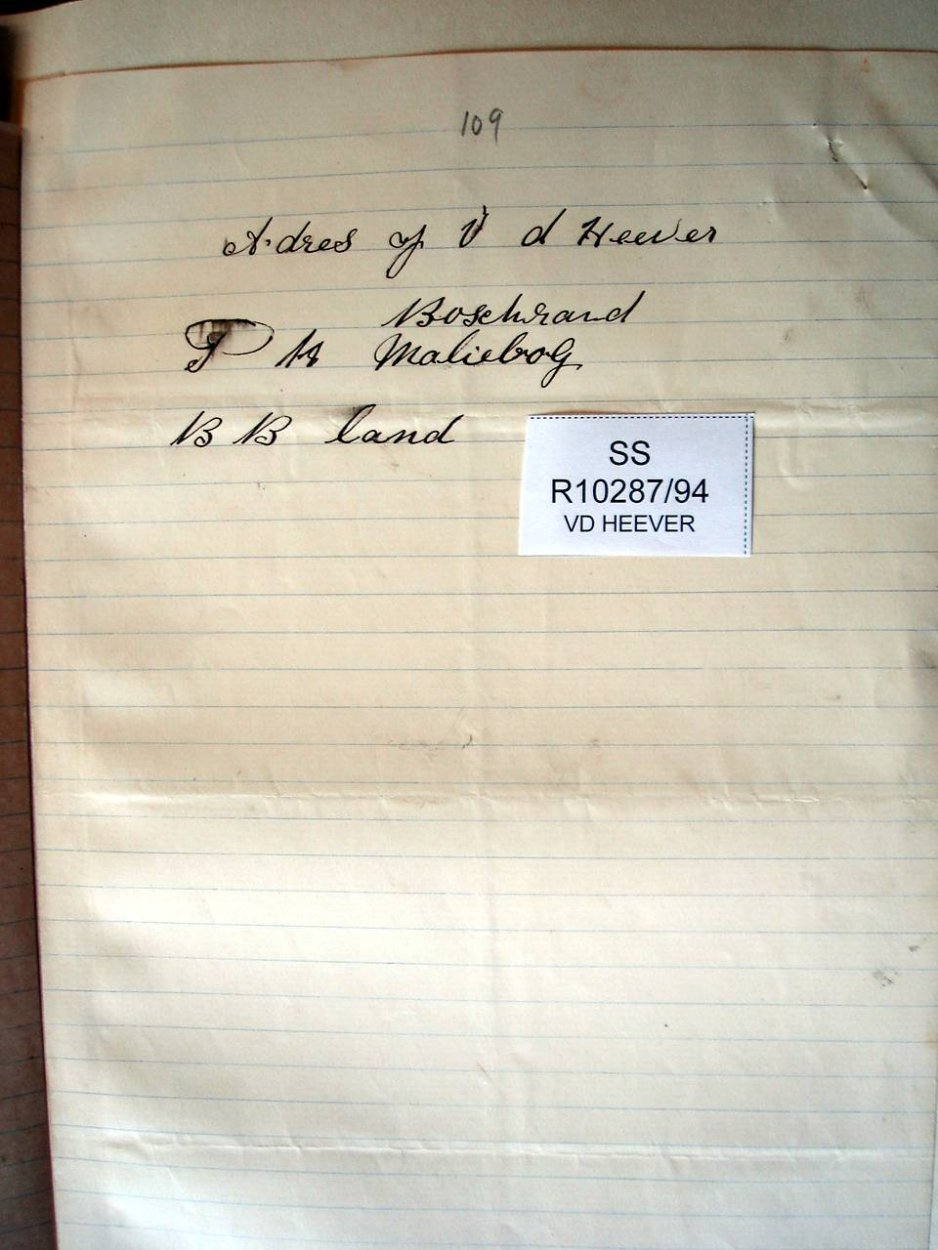 109
Adres of V d Heever
Boschrand
P K Maliebog
B B land
SS
R10287/94
VD HEEVER